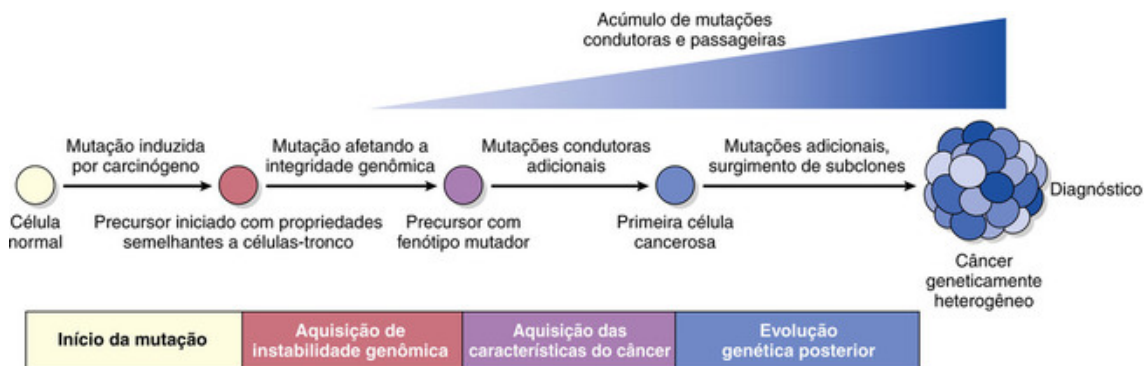 Acúmulo de mutações
condutoras e passageiras
Mutação induzida
por carcinógeno
Mutação afetando a
integridade genômica
Mutações condutoras
adicionais
Mutações adicionais,
surgimento de subclones
Célula
normal
Precursor iniciado com propriedades
semelhantes a células-tronco
Precursor com
fenótipo mutador
Primeira célula
cancerosa
Diagnóstico
Câncer
geneticamente
heterogêneo
Início da mutação
Aquisição de
instabilidade genômica
Aquisição das
características do câncer
Evolução
genética posterior